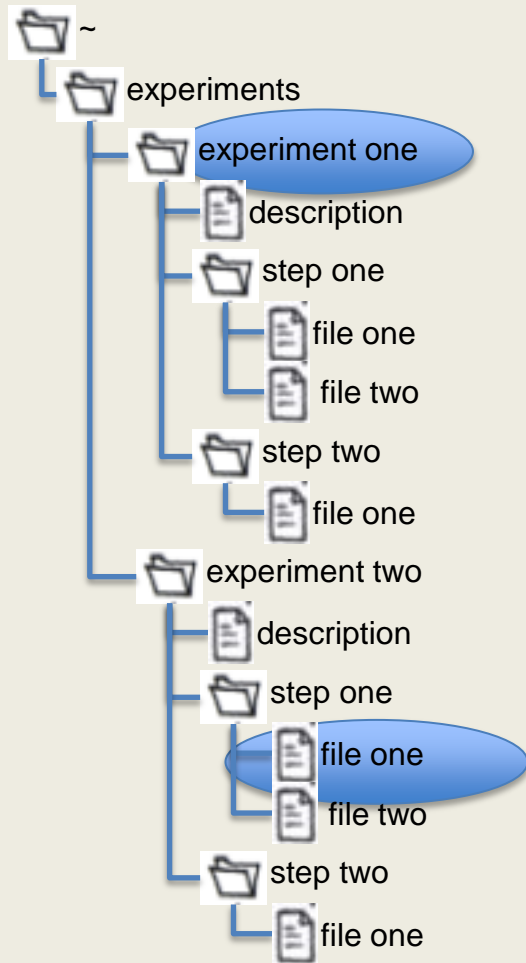 ~
experiments
experiment one
description
step one
file one
file two
step two
file one
experiment two
description
step one
file one
file two
step two
file one